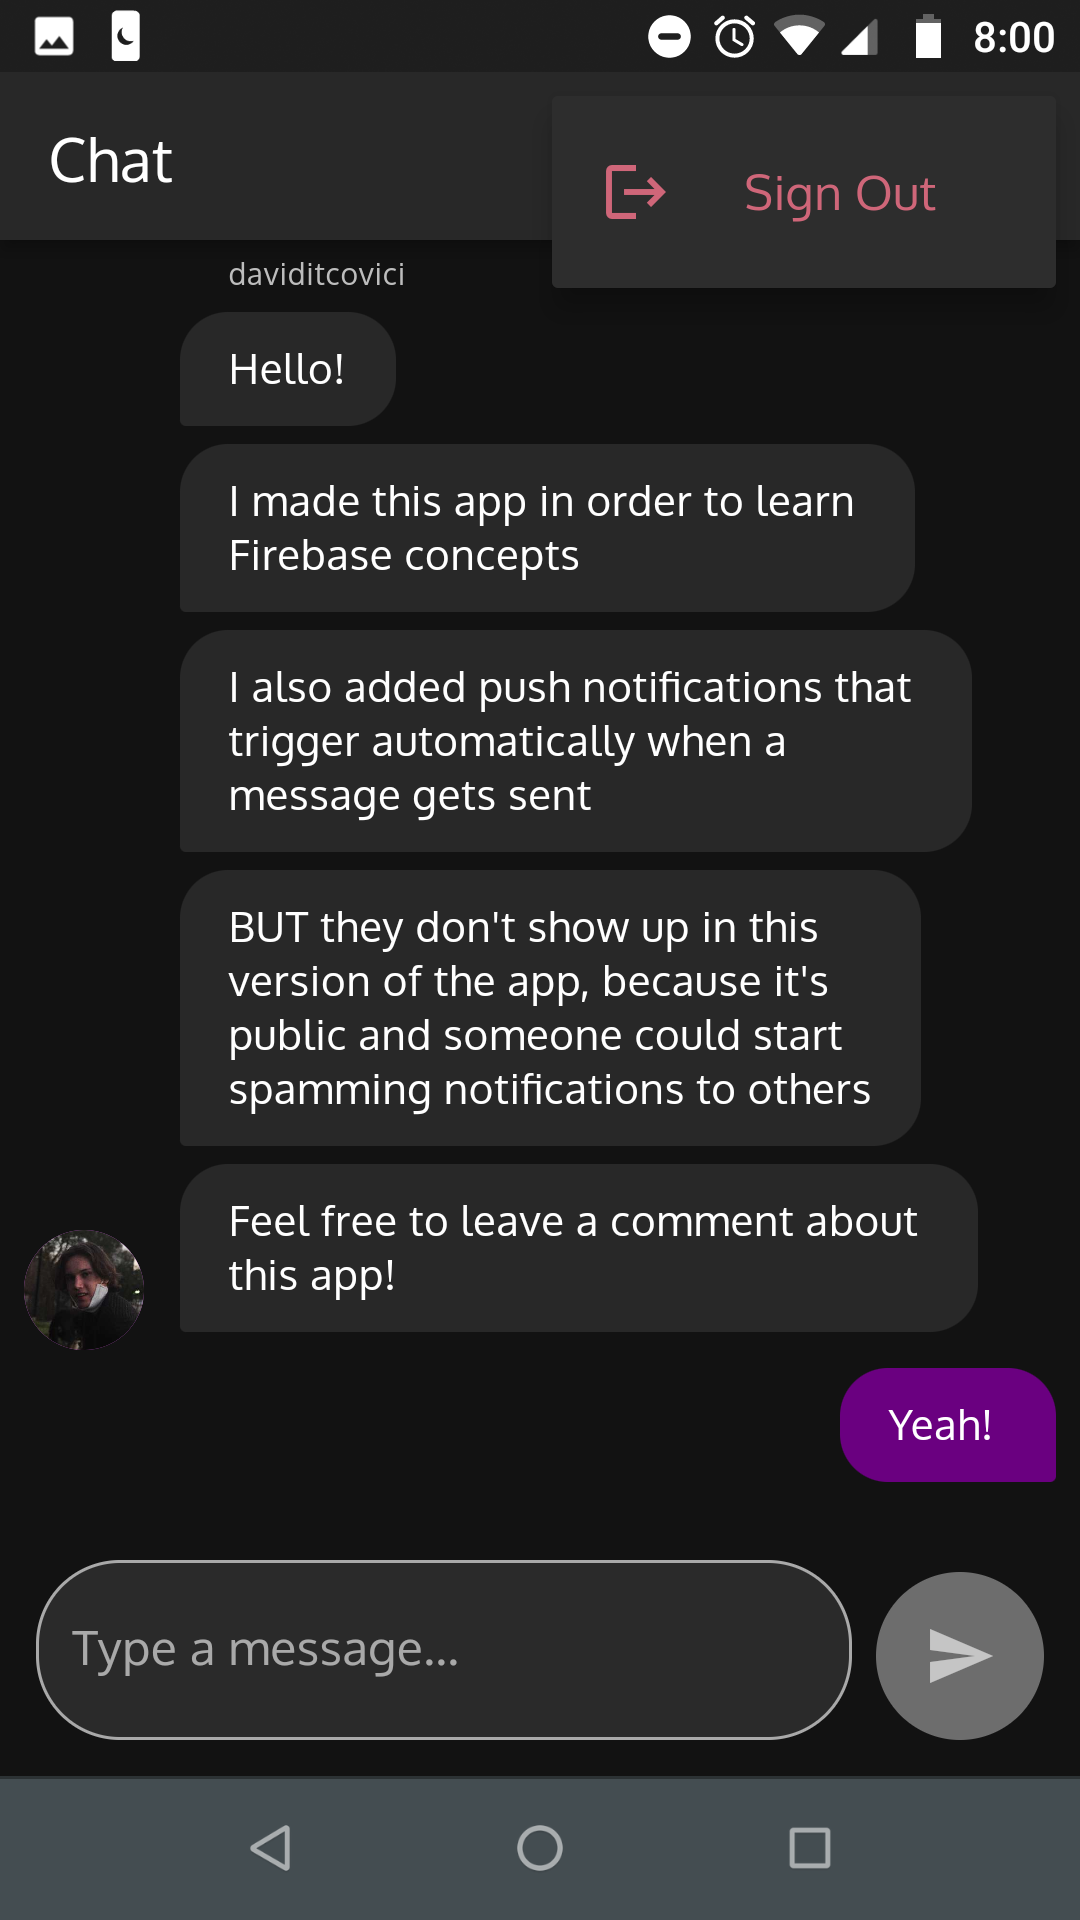 8:00
Chat
Sign Out
daviditcovici
Hello!
I made this app in order to learn
Firebase concepts
I also added push notifications that
trigger automatically when a
message gets sent
BUT they don't show up in this
version of the app, because it's
public and someone could start
spamming notifications to others
Feel free to leave a comment about
this app!
Yeah!
Type a message...